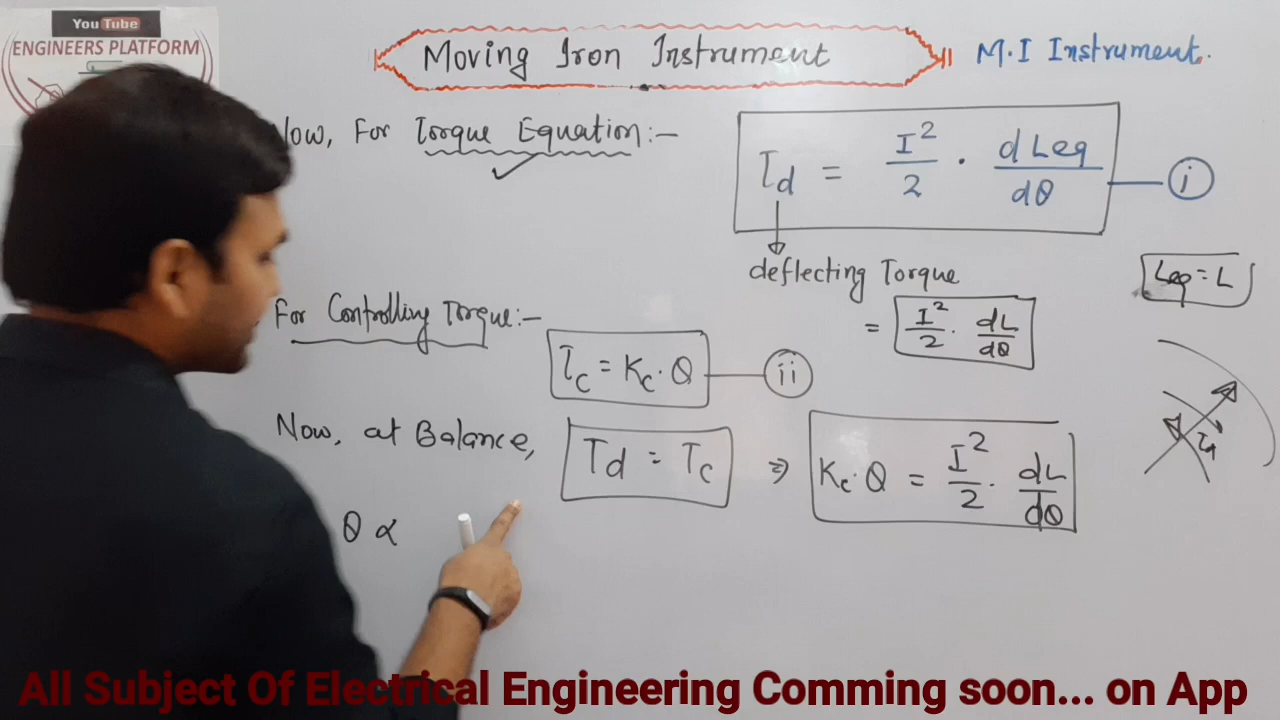 YouTube
ENGINEERS PLATFORM
Moving Iron Instrument
M.I Instrument.
Now, For Torque Equation:-
Td = I²/2 · dLeq/dθ — i
deflecting Torque
= I²/2 · dL/dθ
Leq = L
For Controlling Torque:-
Tc = Kc·θ — ii
Now, at Balance,
Td = Tc ⇒ Kc·θ = I²/2 · dL/dθ
θ ∝
All Subject Of Electrical Engineering Comming soon... on App